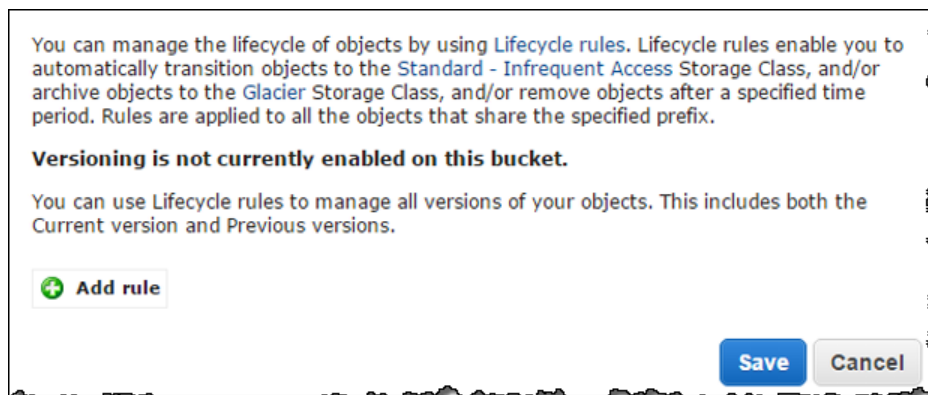 You can manage the lifecycle of objects by using Lifecycle rules. Lifecycle rules enable you to
automatically transition objects to the Standard - Infrequent Access Storage Class, and/or
archive objects to the Glacier Storage Class, and/or remove objects after a specified time
period. Rules are applied to all the objects that share the specified prefix.
Versioning is not currently enabled on this bucket.
You can use Lifecycle rules to manage all versions of your objects. This includes both the
Current version and Previous versions.
Add rule
Save Cancel